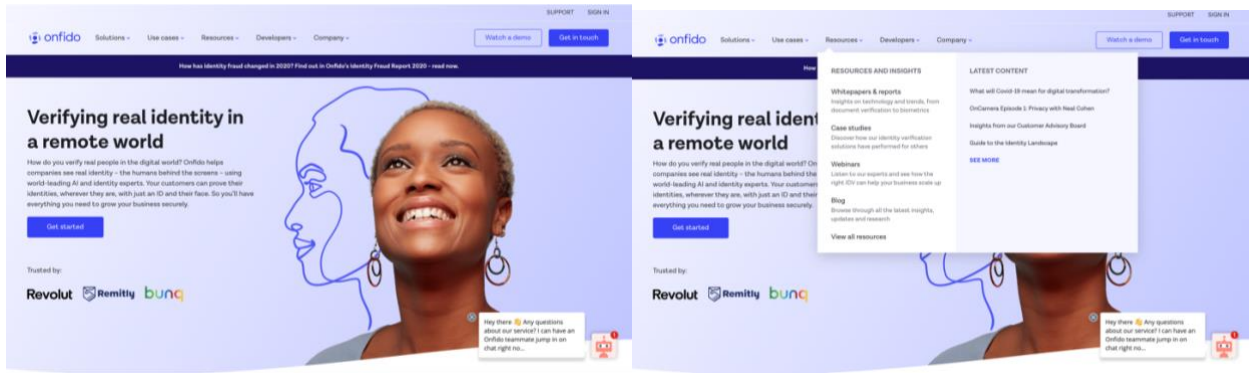 SUPPORT SIGN IN
onfido Solutions Use cases Resources Developers Company Watch a demo Get in touch
How has identity fraud changed in 2020? Find out in Onfido's Identity Fraud Report 2020 - read now.
Verifying real identity in
a remote world
How do you verify real people in the digital world? Onfido helps
companies see real identity – the humans behind the screens – using
world-leading AI and identity experts. Your customers can prove their
identities, wherever they are, with just an ID and their face. So you'll have
everything you need to grow your business securely.
Get started
Trusted by:
Revolut Remitly bunq
Hey there 👋 Any questions
about our service? I can have an
Onfido teammate jump in on
chat right no...
1
SUPPORT SIGN IN
onfido Solutions Use cases Resources Developers Company Watch a demo Get in touch
How
Verifying real ident
a remote world
How do you verify real people in the digital world? On
companies see real identity – the humans behind the
world-leading AI and identity experts. Your customers
identities, wherever they are, with just an ID and their
everything you need to grow your business securely.
Get started
Trusted by:
Revolut Remitly bunq
RESOURCES AND INSIGHTS
Whitepapers & reports
Insights on technology and trends, from
document verification to biometrics
Case studies
Discover how our identity verification
solutions have performed for others
Webinars
Listen to our experts and see how the
right IDV can help your business scale up
Blog
Browse through all the latest insights,
updates and research
View all resources
LATEST CONTENT
What will Covid-19 mean for digital transformation?
OnCamera Episode 1: Privacy with Neal Cohen
Insights from our Customer Advisory Board
Guide to the Identity Landscape
SEE MORE
Hey there 👋 Any questions
about our service? I can have an
Onfido teammate jump in on
chat right no...
1